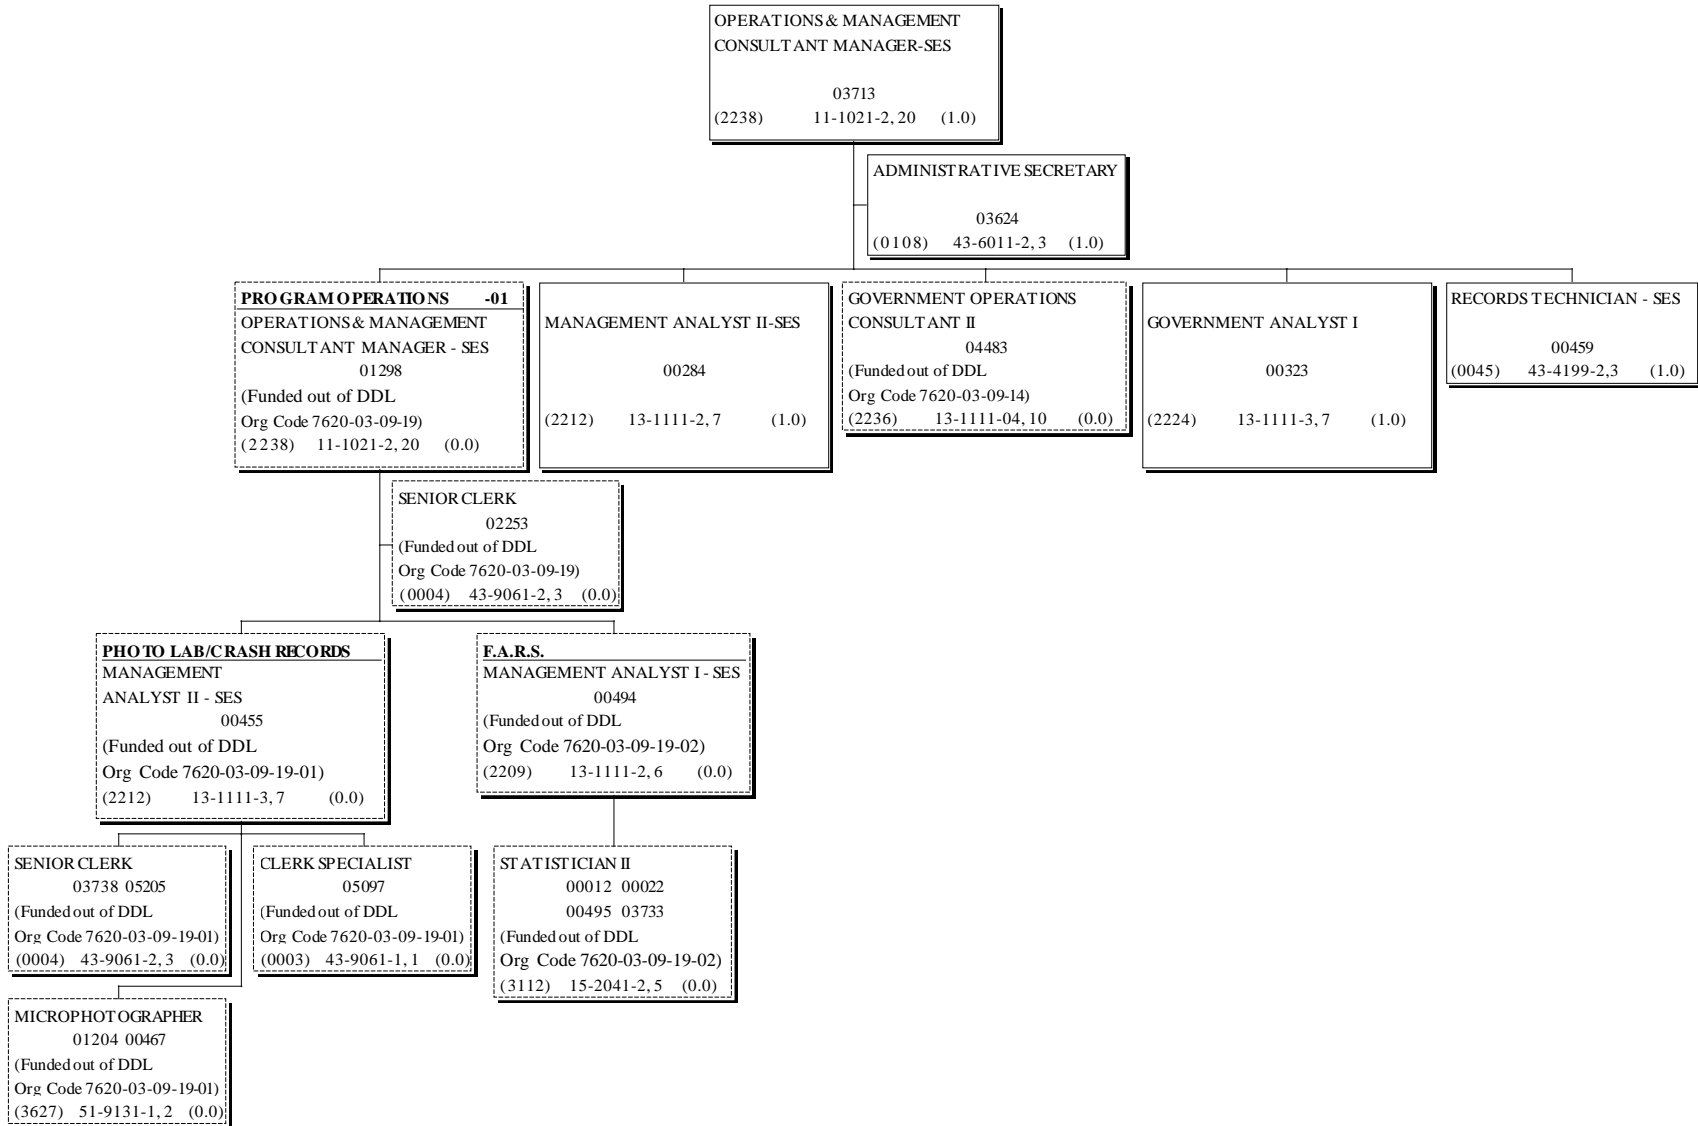 OPERATIONS & MANAGEMENT
CONSULTANT MANAGER-SES
03713
(2238) 11-1021-2, 20 (1.0)
ADMINISTRATIVE SECRETARY
03624
(0108) 43-6011-2, 3 (1.0)
PROGRAM OPERATIONS -01
OPERATIONS & MANAGEMENT
CONSULTANT MANAGER - SES
01298
(Funded out of DDL
Org Code 7620-03-09-19)
(2238) 11-1021-2, 20 (0.0)
MANAGEMENT ANALYST II-SES
00284
(2212) 13-1111-2, 7 (1.0)
GOVERNMENT OPERATIONS
CONSULTANT II
04483
(Funded out of DDL
Org Code 7620-03-09-14)
(2236) 13-1111-04, 10 (0.0)
GOVERNMENT ANALYST I
00323
(2224) 13-1111-3, 7 (1.0)
RECORDS TECHNICIAN - SES
00459
(0045) 43-4199-2,3 (1.0)
SENIOR CLERK
02253
(Funded out of DDL
Org Code 7620-03-09-19)
(0004) 43-9061-2, 3 (0.0)
PHOTO LAB/CRASH RECORDS
MANAGEMENT
ANALYST II - SES
00455
(Funded out of DDL
Org Code 7620-03-09-19-01)
(2212) 13-1111-3, 7 (0.0)
F.A.R.S.
MANAGEMENT ANALYST I - SES
00494
(Funded out of DDL
Org Code 7620-03-09-19-02)
(2209) 13-1111-2, 6 (0.0)
SENIOR CLERK
03738 05205
(Funded out of DDL
Org Code 7620-03-09-19-01)
(0004) 43-9061-2, 3 (0.0)
CLERK SPECIALIST
05097
(Funded out of DDL
Org Code 7620-03-09-19-01)
(0003) 43-9061-1, 1 (0.0)
STATISTICIAN II
00012 00022
00495 03733
(Funded out of DDL
Org Code 7620-03-09-19-02)
(3112) 15-2041-2, 5 (0.0)
MICROPHOTOGRAPHER
01204 00467
(Funded out of DDL
Org Code 7620-03-09-19-01)
(3627) 51-9131-1, 2 (0.0)